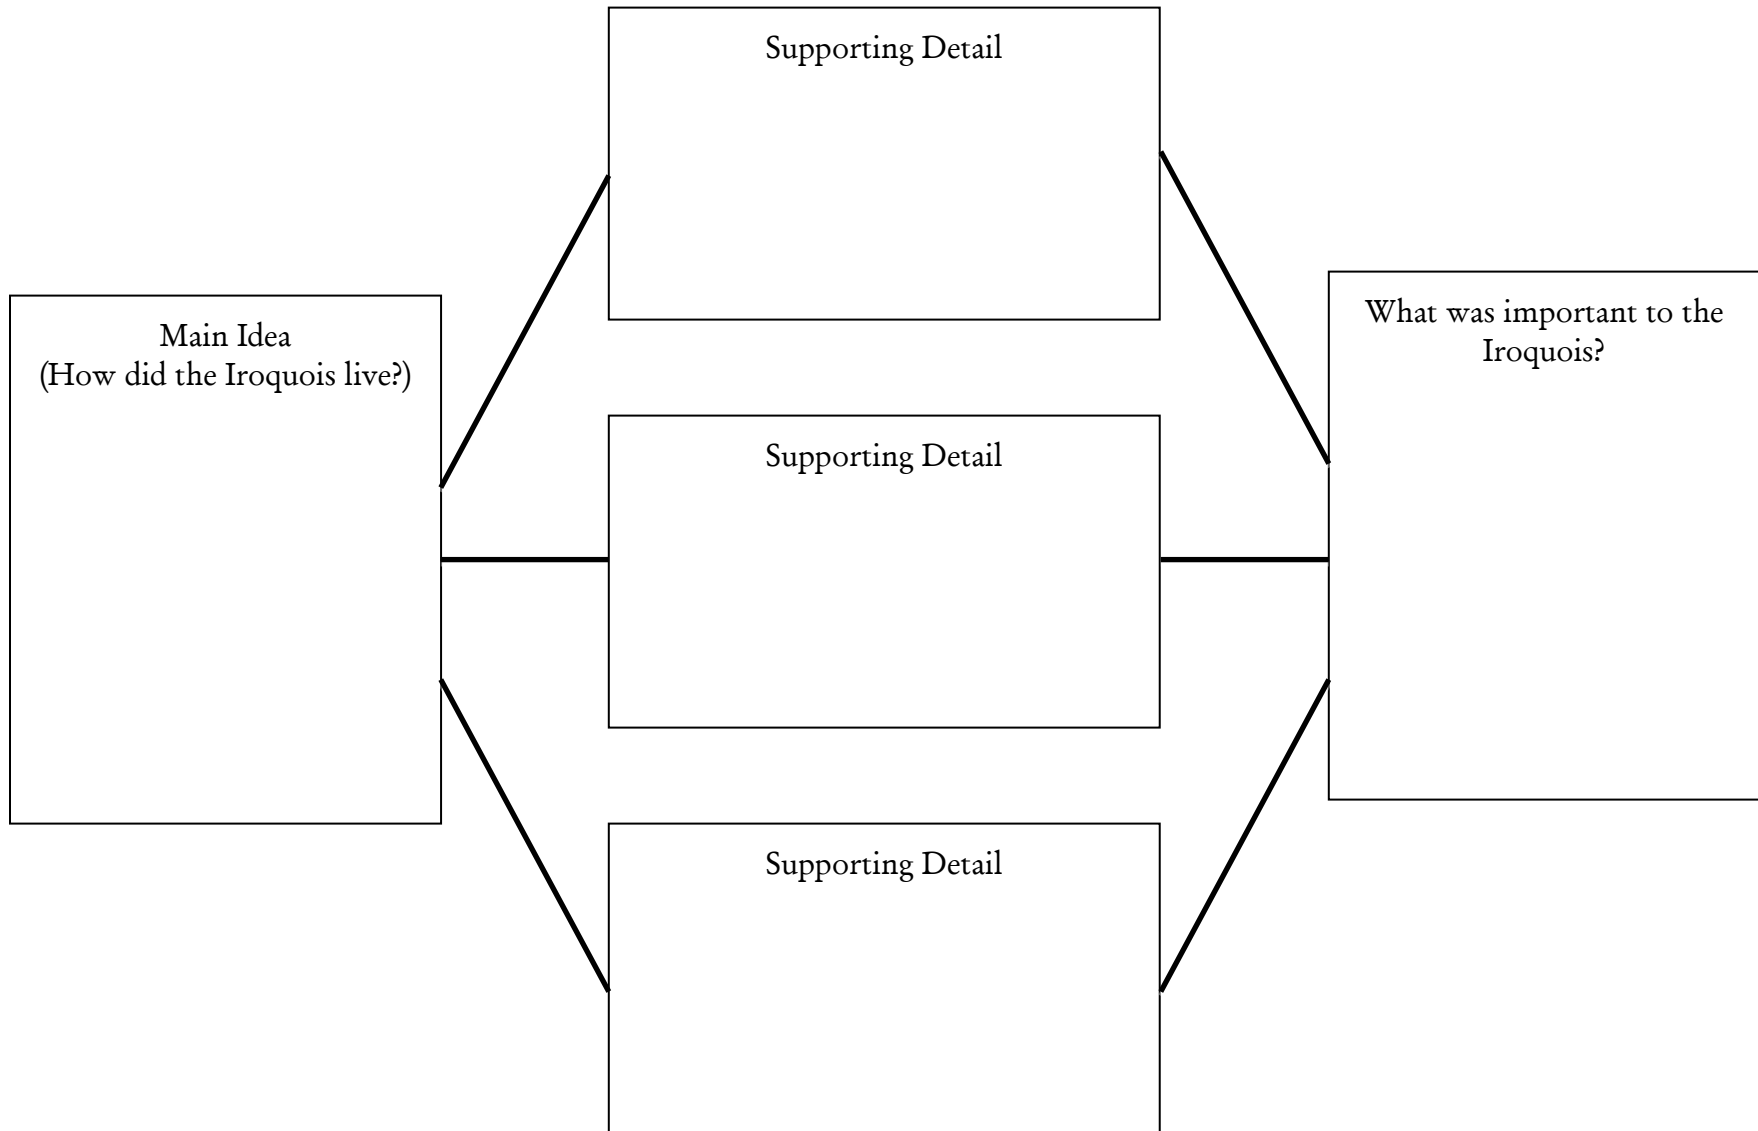 Supporting Detail
Main Idea
(How did the Iroquois live?)
What was important to the
Iroquois?
Supporting Detail
Supporting Detail